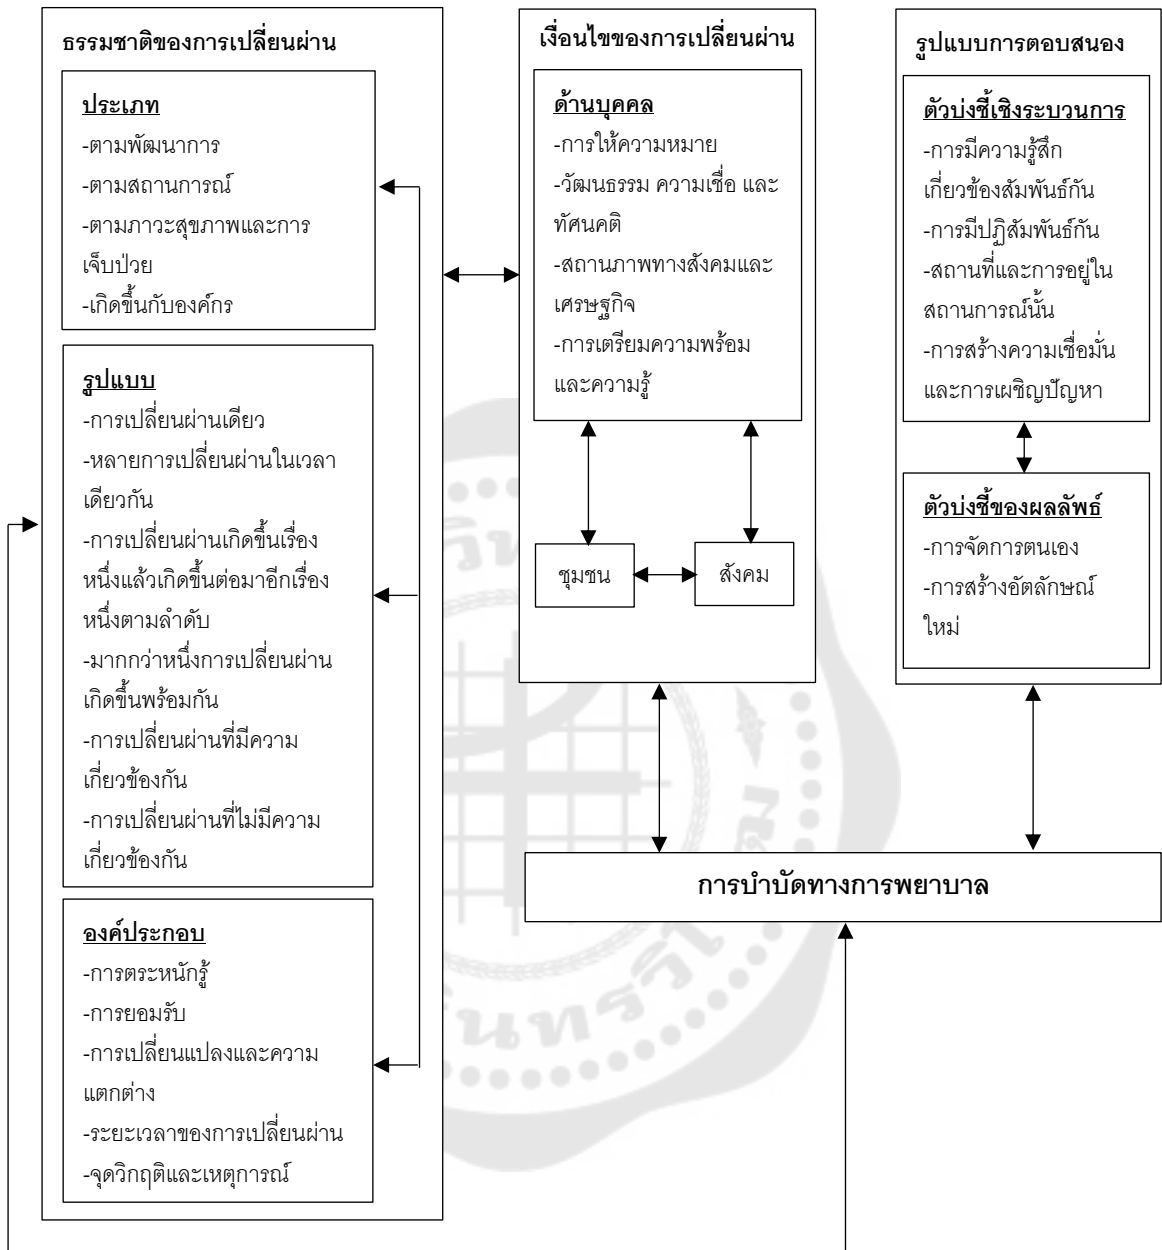 ธรรมชาติของการเปลี่ยนผ่าน
ประเภท
-ตามพัฒนาการ
-ตามสถานการณ์
-ตามภาวะสุขภาพและการ
เจ็บป่วย
-เกิดขึ้นกับองค์กร
รูปแบบ
-การเปลี่ยนผ่านเดียว
-หลายการเปลี่ยนผ่านในเวลา
เดียวกัน
-การเปลี่ยนผ่านเกิดขึ้นเรื่อง
หนึ่งแล้วเกิดขึ้นต่อมาอีกเรื่อง
หนึ่งตามลำดับ
-มากกว่าหนึ่งการเปลี่ยนผ่าน
เกิดขึ้นพร้อมกัน
-การเปลี่ยนผ่านที่มีความ
เกี่ยวข้องกัน
-การเปลี่ยนผ่านที่ไม่มีความ
เกี่ยวข้องกัน
องค์ประกอบ
-การตระหนักรู้
-การยอมรับ
-การเปลี่ยนแปลงและความ
แตกต่าง
-ระยะเวลาของการเปลี่ยนผ่าน
-จุดวิกฤติและเหตุการณ์
เงื่อนไขของการเปลี่ยนผ่าน
ด้านบุคคล
-การให้ความหมาย
-วัฒนธรรม ความเชื่อ และ
ทัศนคติ
-สถานภาพทางสังคมและ
เศรษฐกิจ
-การเตรียมความพร้อม
และความรู้
ชุมชน
สังคม
รูปแบบการตอบสนอง
ตัวบ่งชี้เชิงระบวนการ
-การมีความรู้สึก
เกี่ยวข้องสัมพันธ์กัน
-การมีปฏิสัมพันธ์กัน
-สถานที่และการอยู่ใน
สถานการณ์นั้น
-การสร้างความเชื่อมั่น
และการเผชิญปัญหา
ตัวบ่งชี้ของผลลัพธ์
-การจัดการตนเอง
-การสร้างอัตลักษณ์
ใหม่
การบำบัดทางการพยาบาล